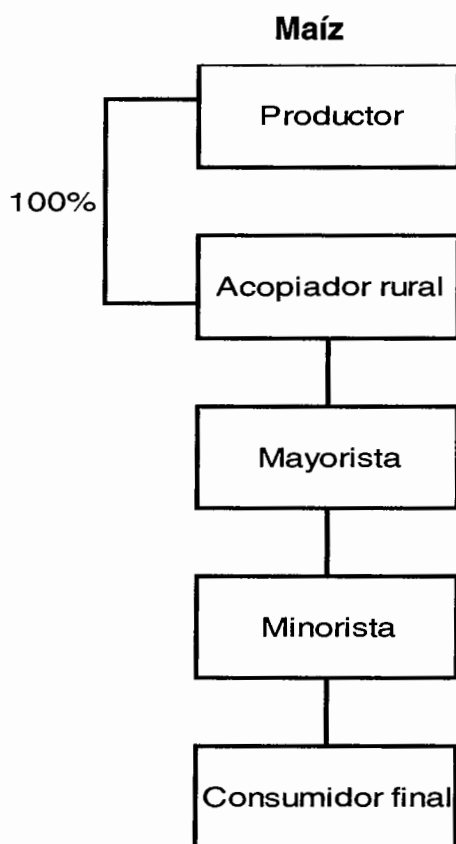 Maíz
Productor
100%
Acopiador rural
Mayorista
Minorista
Consumidor final